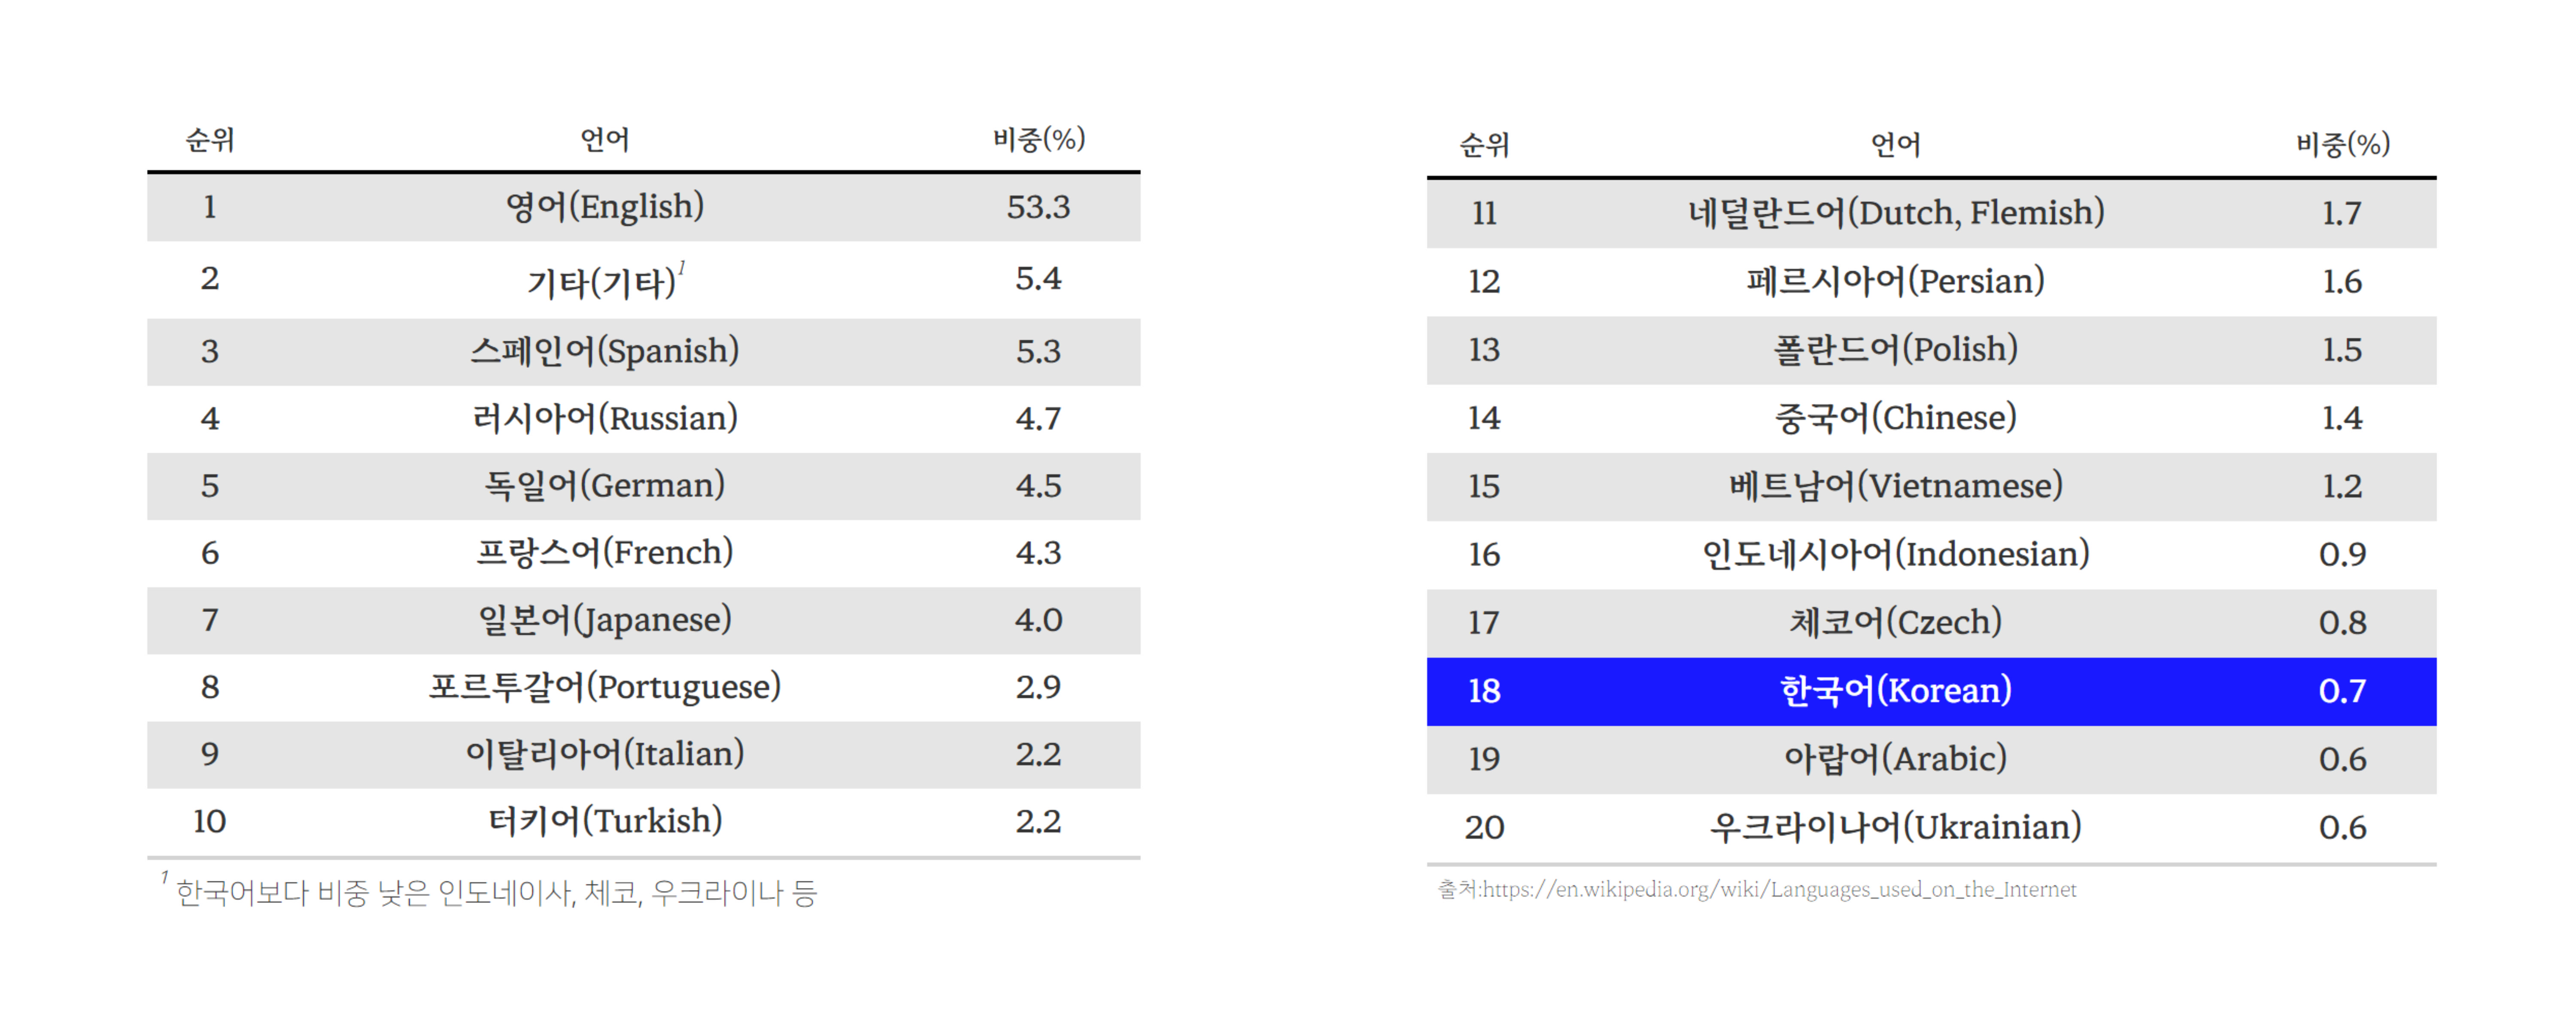 순위 언어 비중(%)
1 영어(English) 53.3
2 기타(기타)1 5.4
3 스페인어(Spanish) 5.3
4 러시아어(Russian) 4.7
5 독일어(German) 4.5
6 프랑스어(French) 4.3
7 일본어(Japanese) 4.0
8 포르투갈어(Portuguese) 2.9
9 이탈리아어(Italian) 2.2
10 터키어(Turkish) 2.2
1 한국어보다 비중 낮은 인도네이사, 체코, 우크라이나 등
순위 언어 비중(%)
11 네덜란드어(Dutch, Flemish) 1.7
12 페르시아어(Persian) 1.6
13 폴란드어(Polish) 1.5
14 중국어(Chinese) 1.4
15 베트남어(Vietnamese) 1.2
16 인도네시아어(Indonesian) 0.9
17 체코어(Czech) 0.8
18 한국어(Korean) 0.7
19 아랍어(Arabic) 0.6
20 우크라이나어(Ukrainian) 0.6
출처:https://en.wikipedia.org/wiki/Languages_used_on_the_Internet